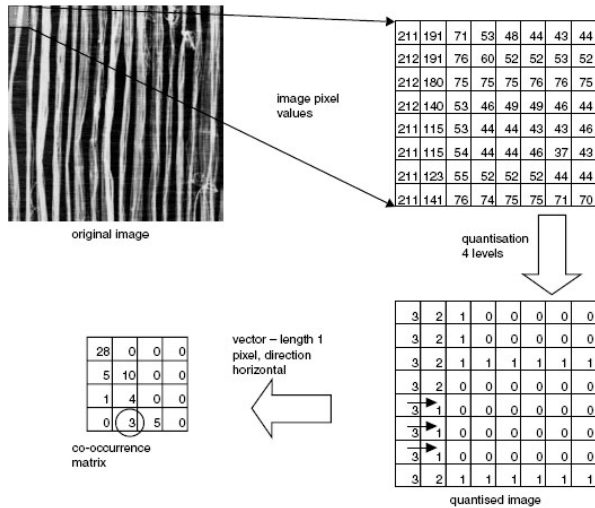 211 191 71 53 48 44 43 44
212 191 76 60 52 52 53 52
212 180 75 75 75 76 76 75
212 140 53 46 49 49 46 44
211 115 53 44 44 43 43 46
211 115 54 44 44 46 37 43
211 123 55 52 52 52 44 44
211 141 76 74 75 75 71 70
image pixel
values
original image
quantisation
4 levels
3 2 1 0 0 0 0 0
3 2 1 0 0 0 0 0
3 2 1 1 1 1 1 1
3 2 0 0 0 0 0 0
3 1 0 0 0 0 0 0
3 1 0 0 0 0 0 0
3 1 0 0 0 0 0 0
3 2 1 1 1 1 1 1
quantised image
vector – length 1
pixel, direction
horizontal
28 0 0 0
5 10 0 0
1 4 0 0
0 3 5 0
co-occurrence
matrix